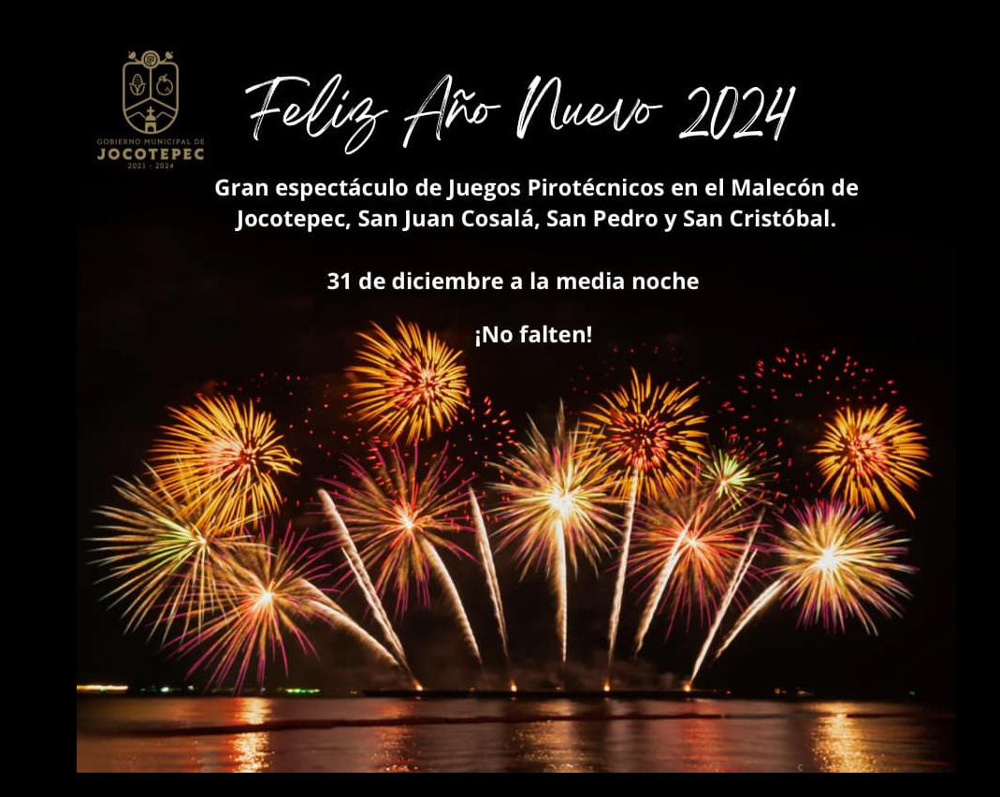 GOBIERNO MUNICIPAL DE
JOCOTEPEC
2021 - 2024
Feliz Año Nuevo 2024
Gran espectáculo de Juegos Pirotécnicos en el Malecón de
Jocotepec, San Juan Cosalá, San Pedro y San Cristóbal.
31 de diciembre a la media noche
¡No falten!